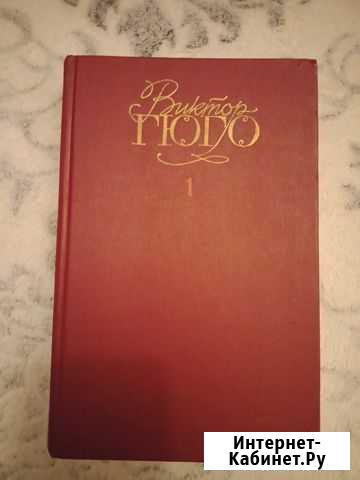 Виктор
ГЮГО
1
Интернет-
Кабинет.Ру